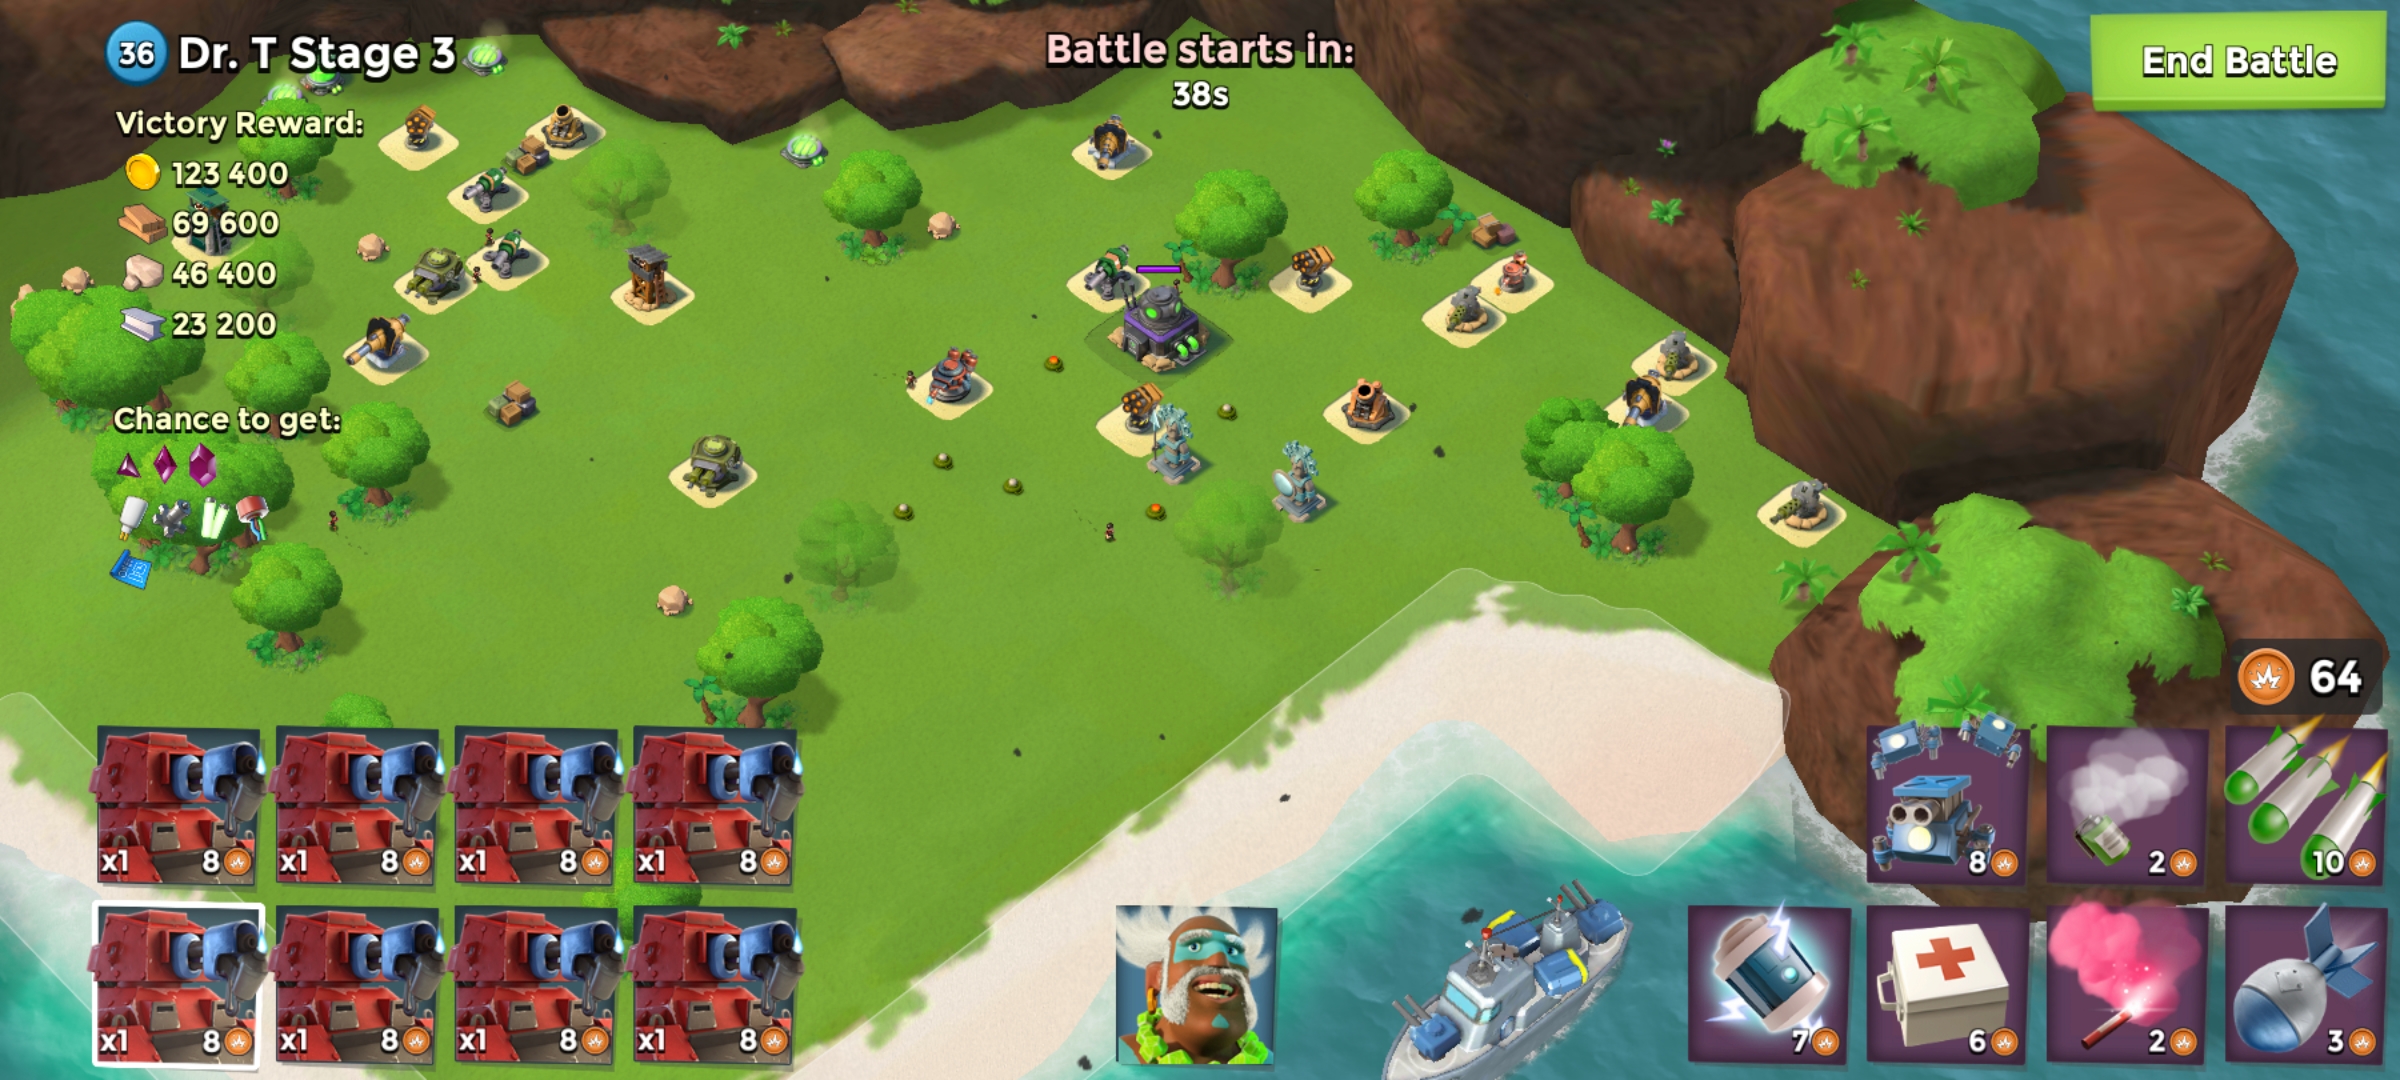 36 Dr. T Stage 3
Battle starts in:
38s
End Battle
Victory Reward:
123 400
69 600
46 400
23 200
Chance to get:
64
x1 8
x1 8
x1 8
x1 8
8
2
10
x1 8
x1 8
x1 8
x1 8
7
6
2
3